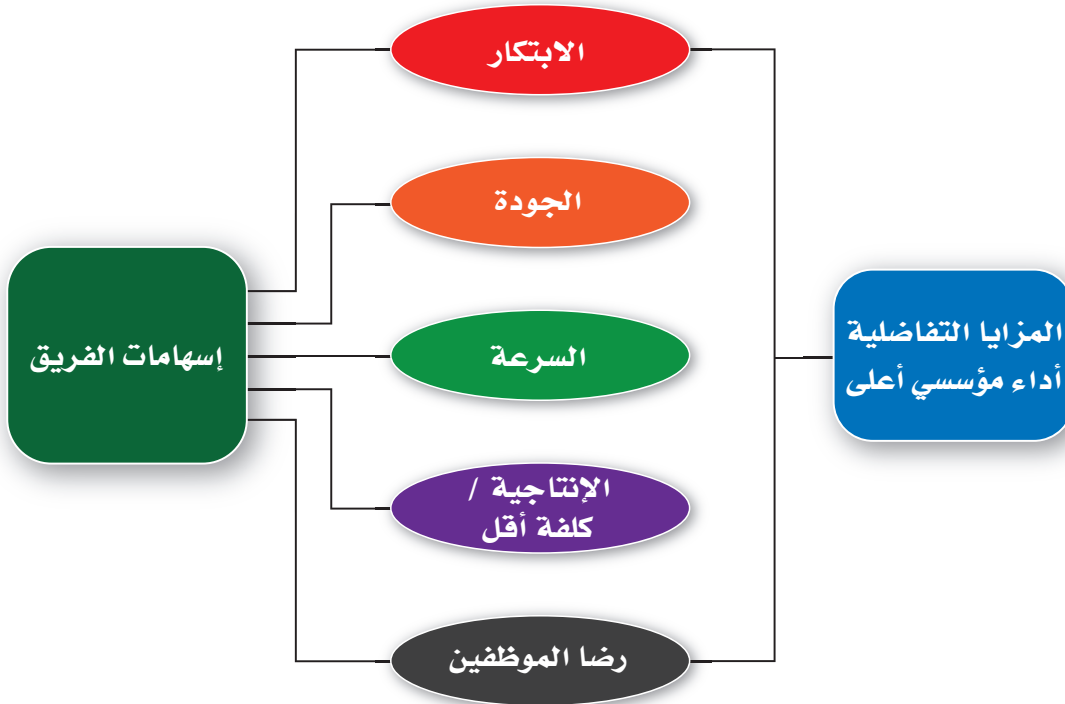 الابتكار
الجودة
المزايا التفاضلية
أداء مؤسسي أعلى
السرعة
إسهامات الفريق
الإنتاجية /
كلفة أقل
رضا الموظفين